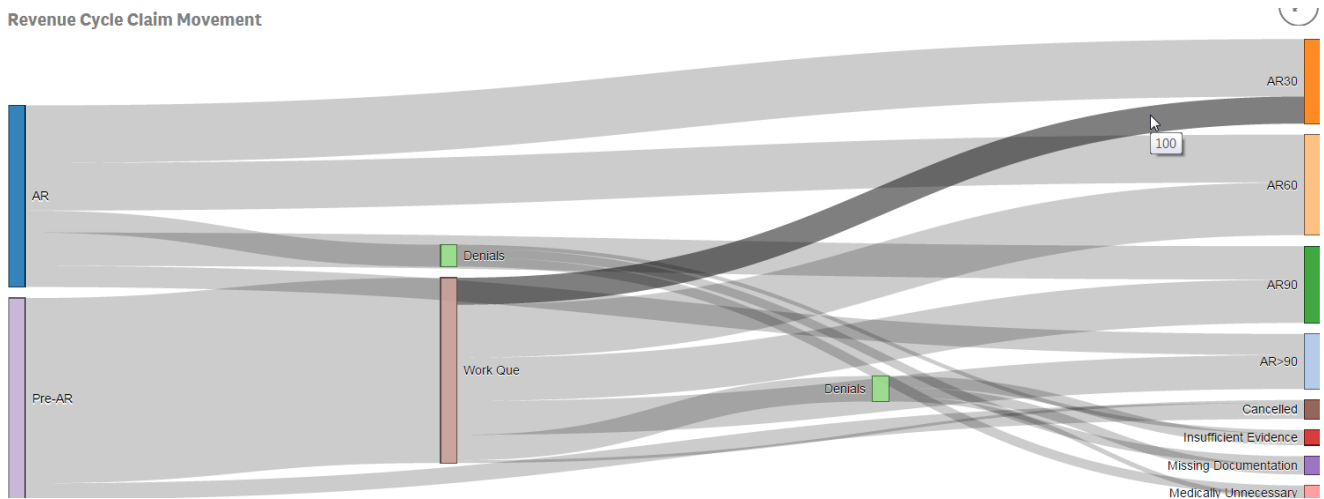 Revenue Cycle Claim Movement
AR30
100
AR60
AR
Denials
AR90
AR>90
Work Que
Denials
Pre-AR
Cancelled
Insufficient Evidence
Missing Documentation
Medically Unnecessary